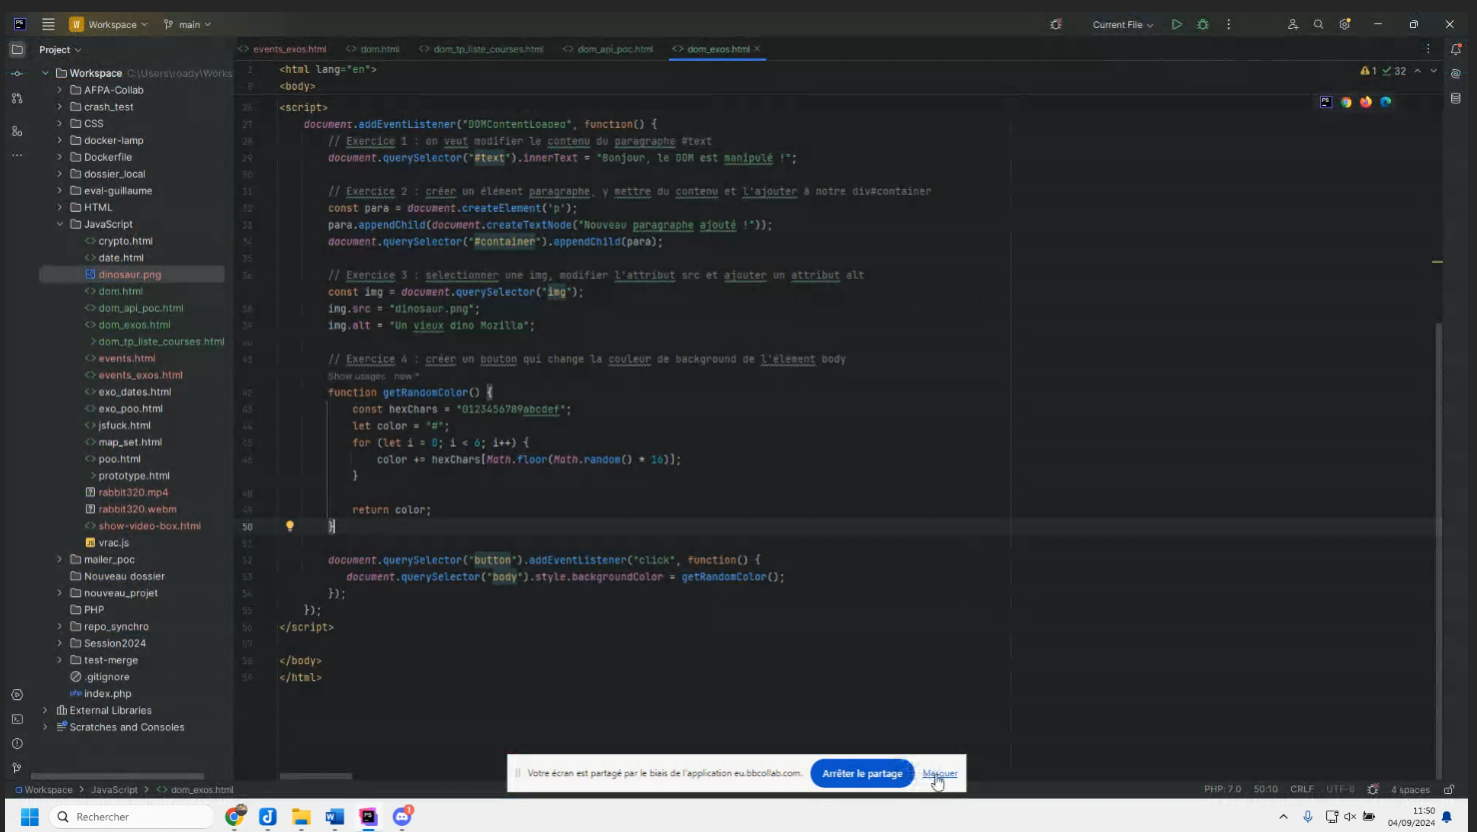 Workspace
main
Current File
Project
events_exos.html
dom.html
dom_tp_liste_courses.html
dom_api_poc.html
dom_exos.html
Workspace C:\Users\roady\Works
AFPA-Collab
crash_test
CSS
docker-lamp
Dockerfile
dossier_local
eval-guillaume
HTML
JavaScript
crypto.html
date.html
dinosaur.png
dom.html
dom_api_poc.html
dom_exos.html
dom_tp_liste_courses.html
events.html
events_exos.html
exo_dates.html
exo_poo.html
jsfuck.html
map_set.html
poo.html
prototype.html
rabbit320.mp4
rabbit320.webm
show-video-box.html
vrac.js
mailer_poc
Nouveau dossier
nouveau_projet
PHP
repo_synchro
Session2024
test-merge
.gitignore
index.php
External Libraries
Scratches and Consoles
1 32
<html lang="en">
<body>
<script>
document.addEventListener("DOMContentLoaded", function() {
// Exercice 1 : on veut modifier le contenu du paragraphe #text
document.querySelector("#text").innerText = "Bonjour, le DOM est manipulé !";
// Exercice 2 : créer un élément paragraphe, y mettre du contenu et l'ajouter à notre div#container
const para = document.createElement('p');
para.appendChild(document.createTextNode("Nouveau paragraphe ajouté !"));
document.querySelector("#container").appendChild(para);
// Exercice 3 : selectionner une img, modifier l'attribut src et ajouter un attribut alt
const img = document.querySelector("img");
img.src = "dinosaur.png";
img.alt = "Un vieux dino Mozilla";
// Exercice 4 : créer un bouton qui change la couleur de background de l'élément body
Show usages new *
function getRandomColor() {
const hexChars = "0123456789abcdef";
let color = "#";
for (let i = 0; i < 6; i++) {
color += hexChars[Math.floor(Math.random() * 16)];
}
return color;
50 }
document.querySelector("button").addEventListener("click", function() {
document.querySelector("body").style.backgroundColor = getRandomColor();
});
});
</script>
</body>
</html>
Votre écran est partagé par le biais de l'application eu.bbcollab.com.
Arrêter le partage
Masquer
Workspace > JavaScript > dom_exos.html
PHP: 7.0 50:10 CRLF UTF-8 4 spaces
Rechercher
1
11:50
04/09/2024